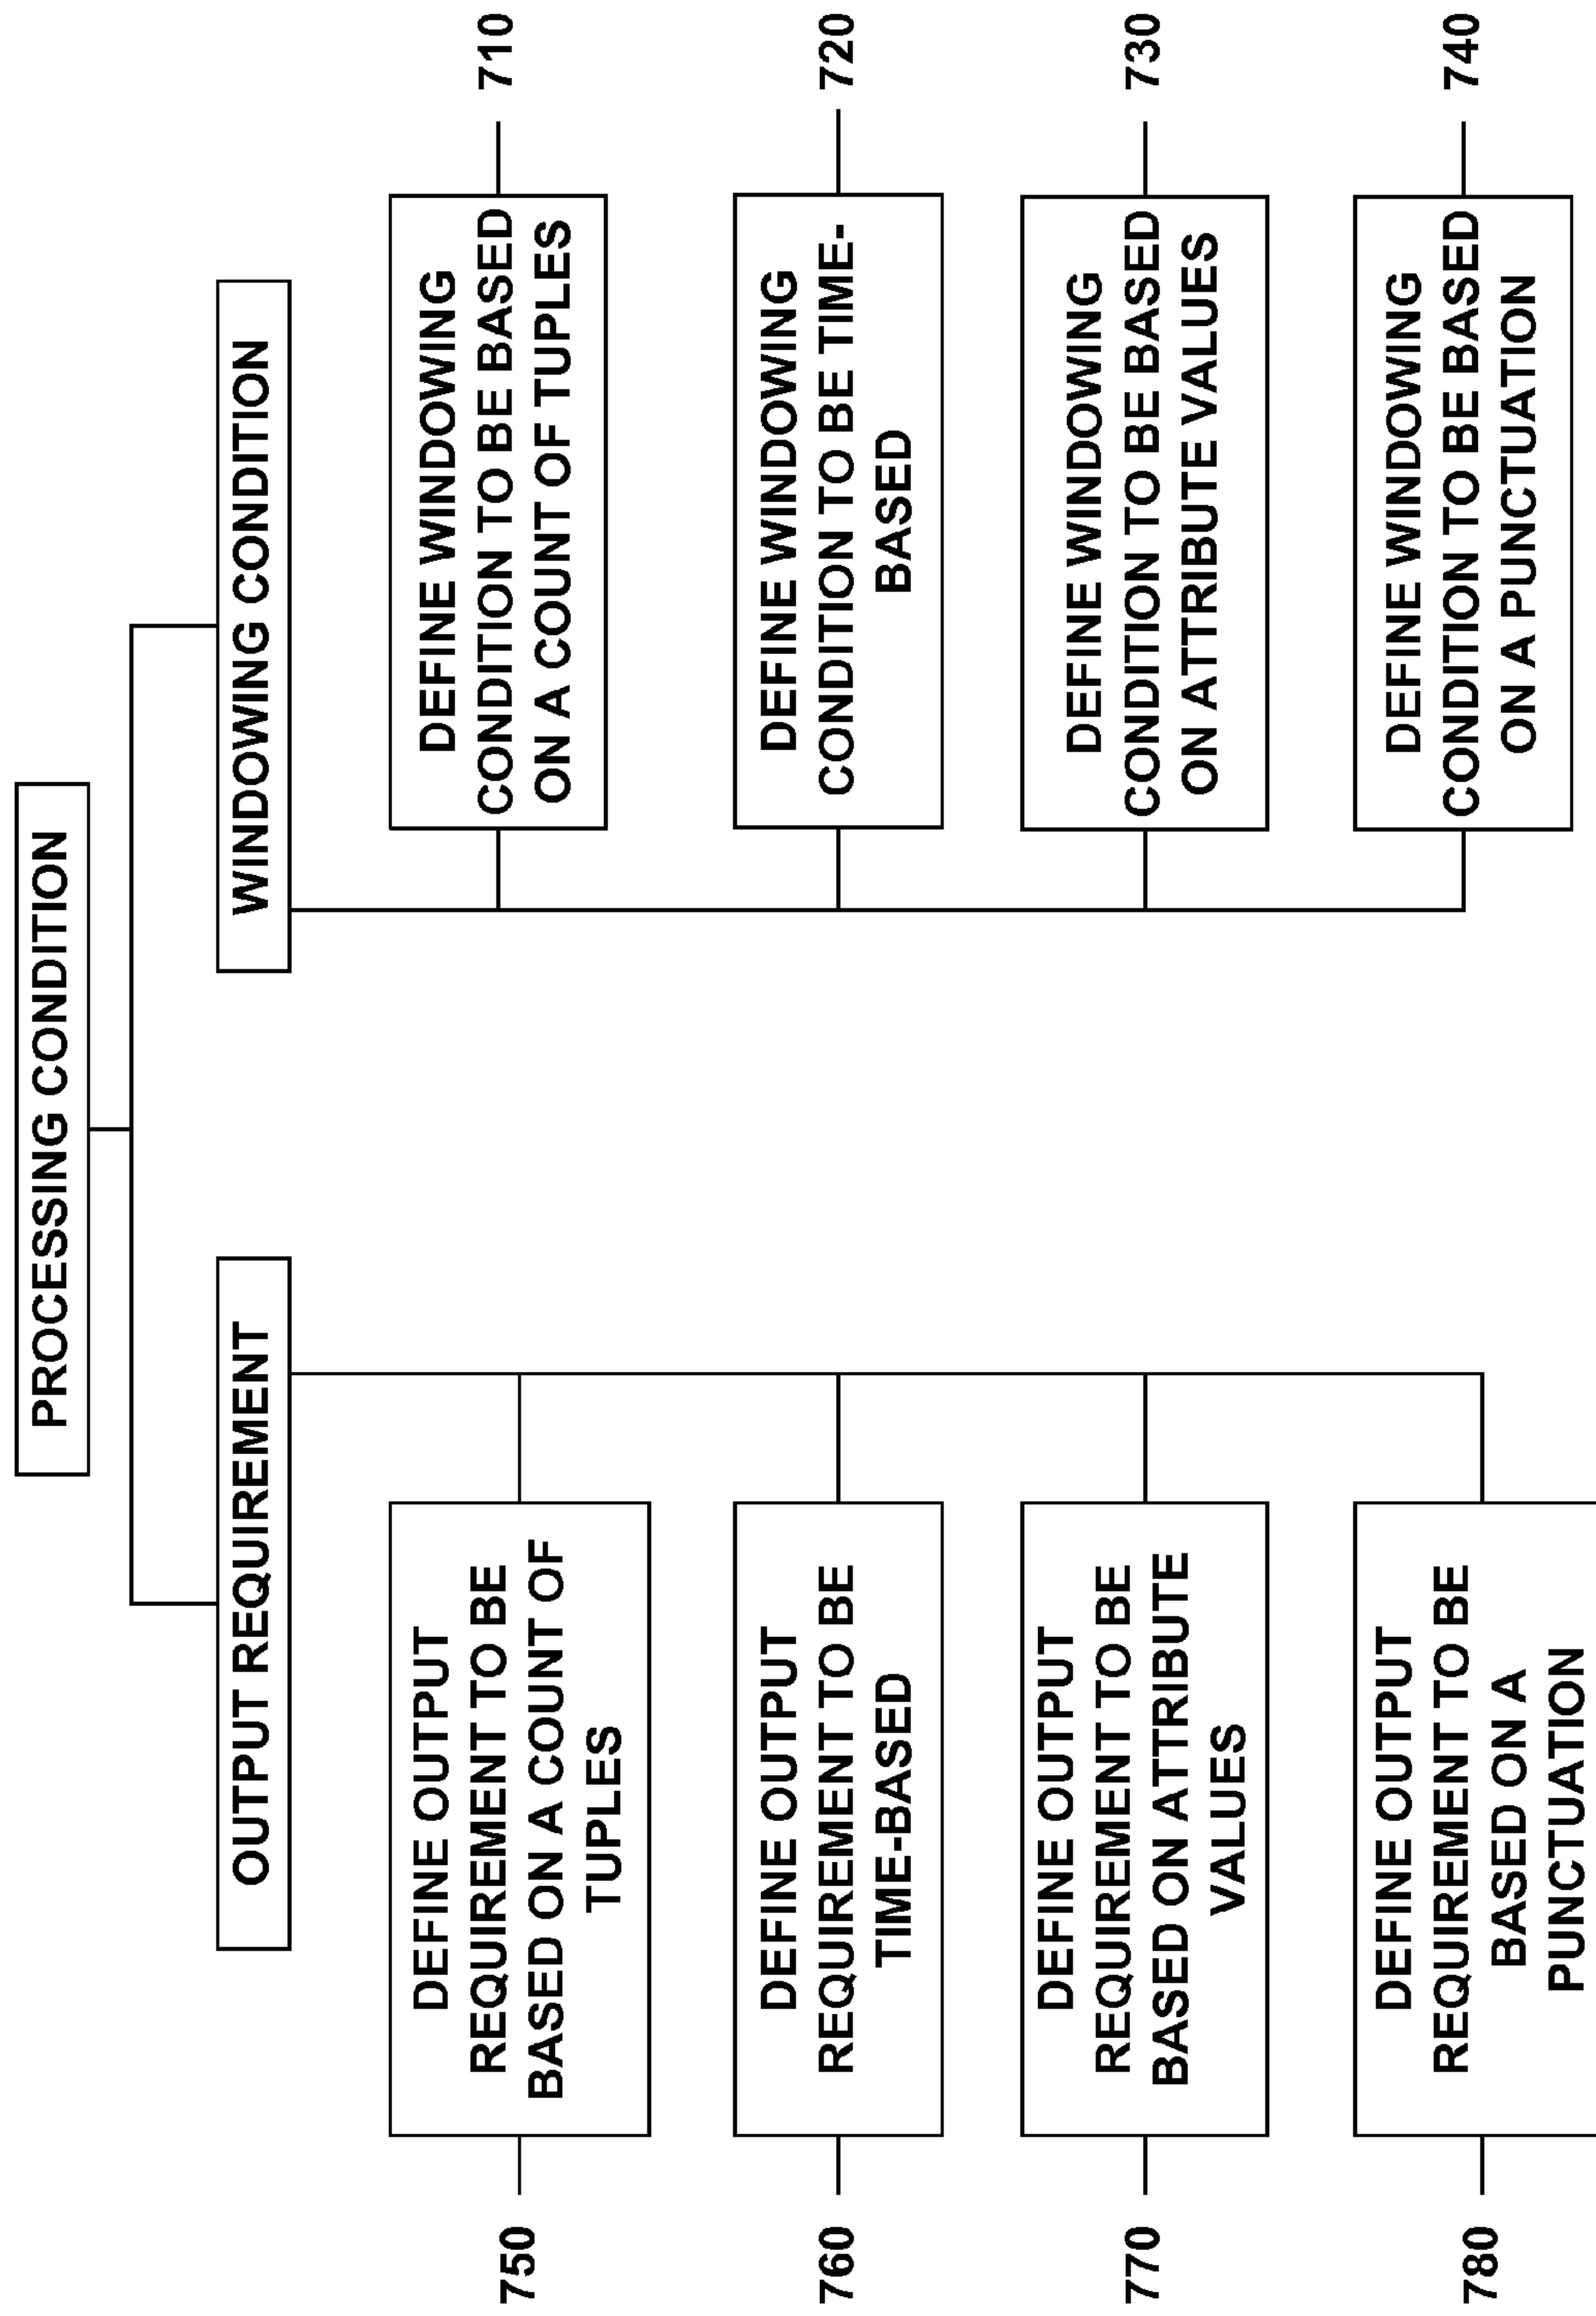 PROCESSING CONDITION
OUTPUT REQUIREMENT
WINDOWING CONDITION
750
DEFINE OUTPUT
REQUIREMENT TO BE
BASED ON A COUNT OF
TUPLES
DEFINE WINDOWING
CONDITION TO BE BASED
ON A COUNT OF TUPLES
710
760
DEFINE OUTPUT
REQUIREMENT TO BE
TIME-BASED
DEFINE WINDOWING
CONDITION TO BE TIME-
BASED
720
770
DEFINE OUTPUT
REQUIREMENT TO BE
BASED ON ATTRIBUTE
VALUES
DEFINE WINDOWING
CONDITION TO BE BASED
ON ATTRIBUTE VALUES
730
780
DEFINE OUTPUT
REQUIREMENT TO BE
BASED ON A
PUNCTUATION
DEFINE WINDOWING
CONDITION TO BE BASED
ON A PUNCTUATION
740